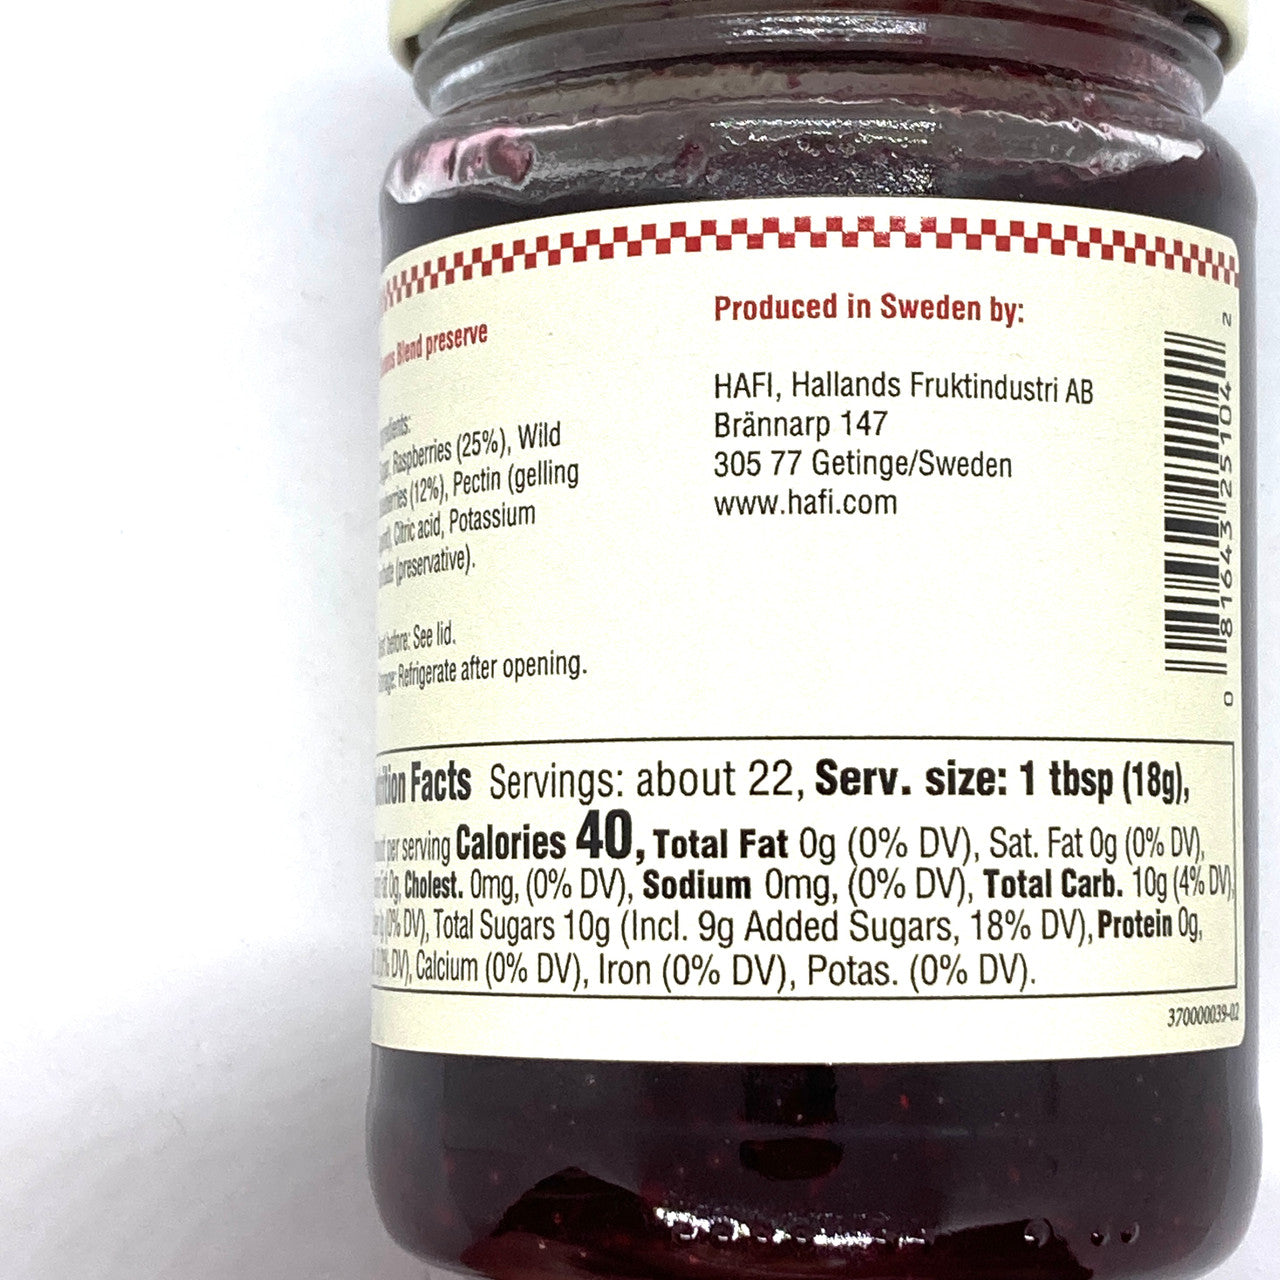 Blend preserve
Raspberries (25%), Wild
(12%), Pectin (gelling
Citric acid, Potassium
(preservative).
before: See lid.
Refrigerate after opening.
Produced in Sweden by:
HAFI, Hallands Fruktindustri AB
Brännarp 147
305 77 Getinge/Sweden
www.hafi.com
0 81643 25104 2
Facts Servings: about 22, Serv. size: 1 tbsp (18g),
per serving Calories 40, Total Fat 0g (0% DV), Sat. Fat 0g (0% DV),
0g, Cholest. 0mg, (0% DV), Sodium 0mg, (0% DV), Total Carb. 10g (4% DV),
(0% DV), Total Sugars 10g (Incl. 9g Added Sugars, 18% DV), Protein 0g,
DV), Calcium (0% DV), Iron (0% DV), Potas. (0% DV).
370000039-02